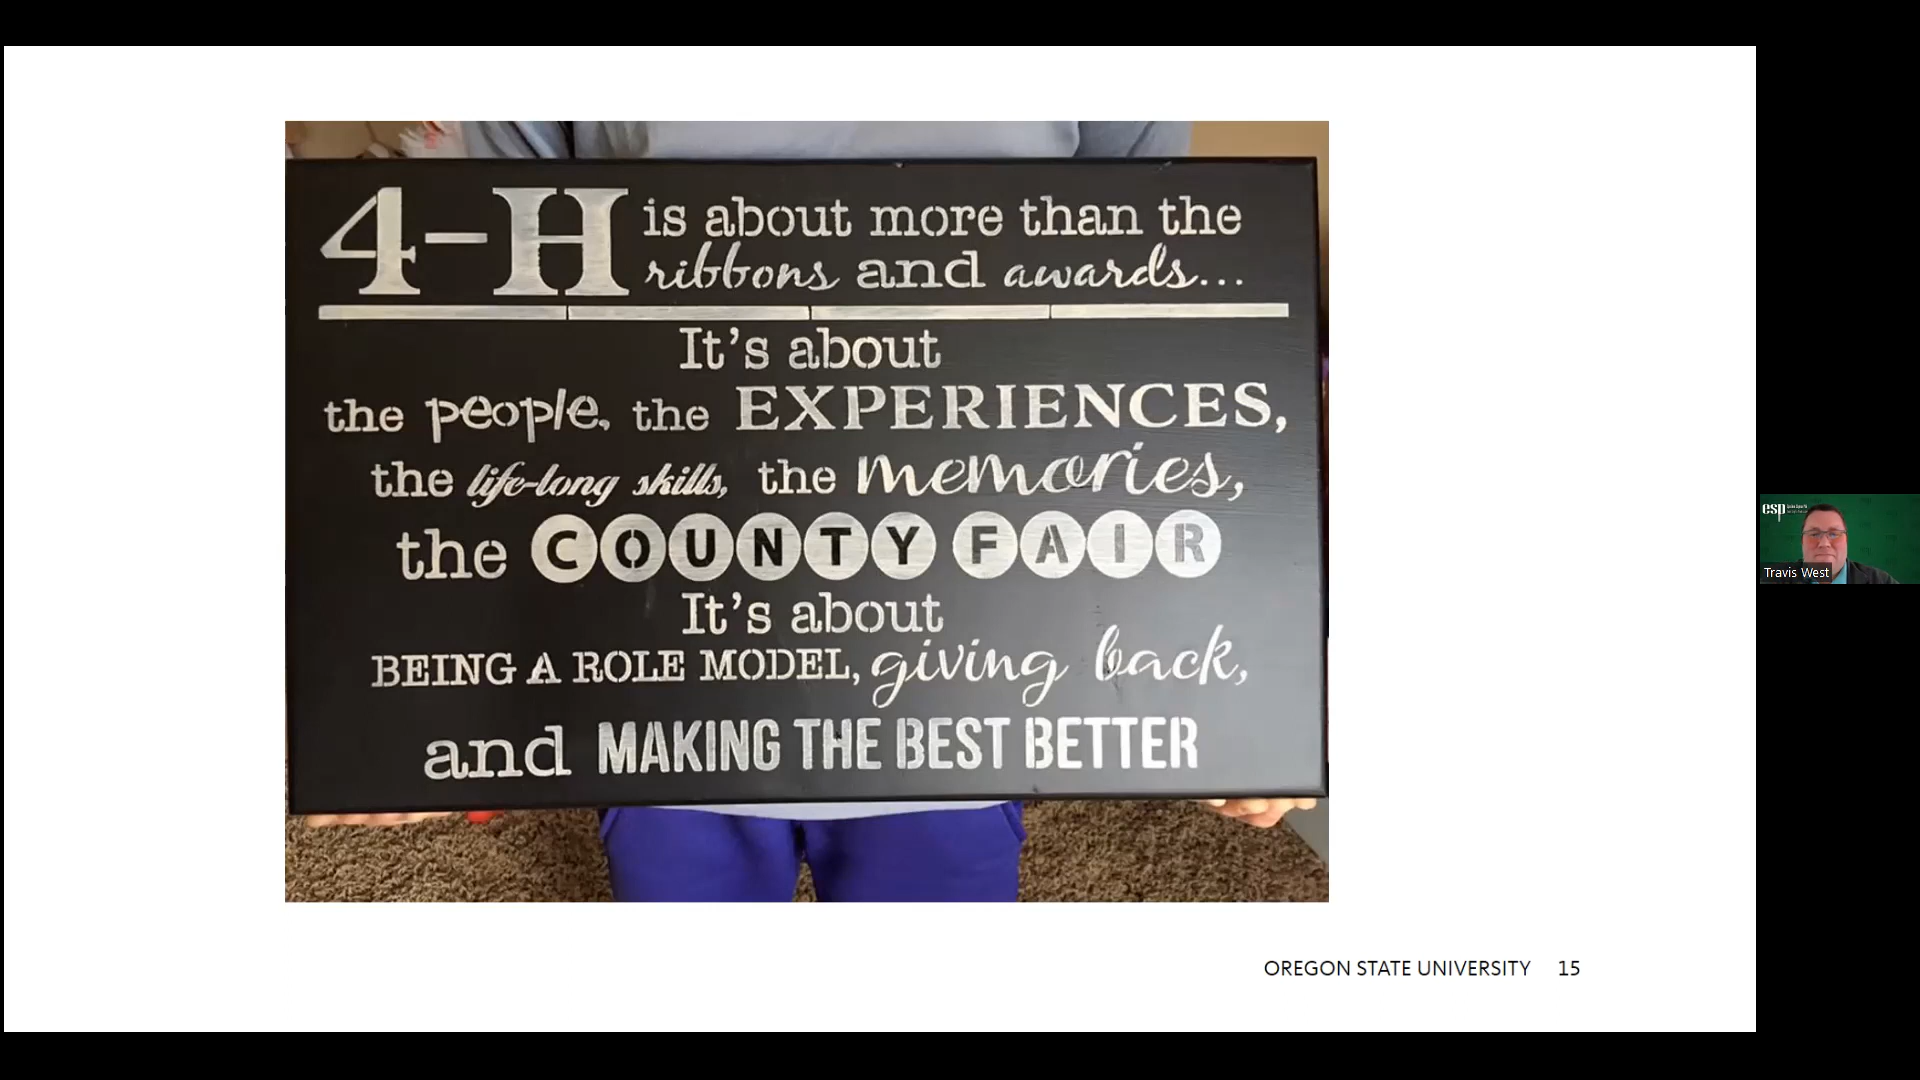 4-H is about more than the
ribbons and awards...
It's about
the people, the EXPERIENCES,
the life-long skills, the memories,
the COUNTY FAIR
It's about
BEING A ROLE MODEL, giving back,
and MAKING THE BEST BETTER
OREGON STATE UNIVERSITY 15
esp
Travis West